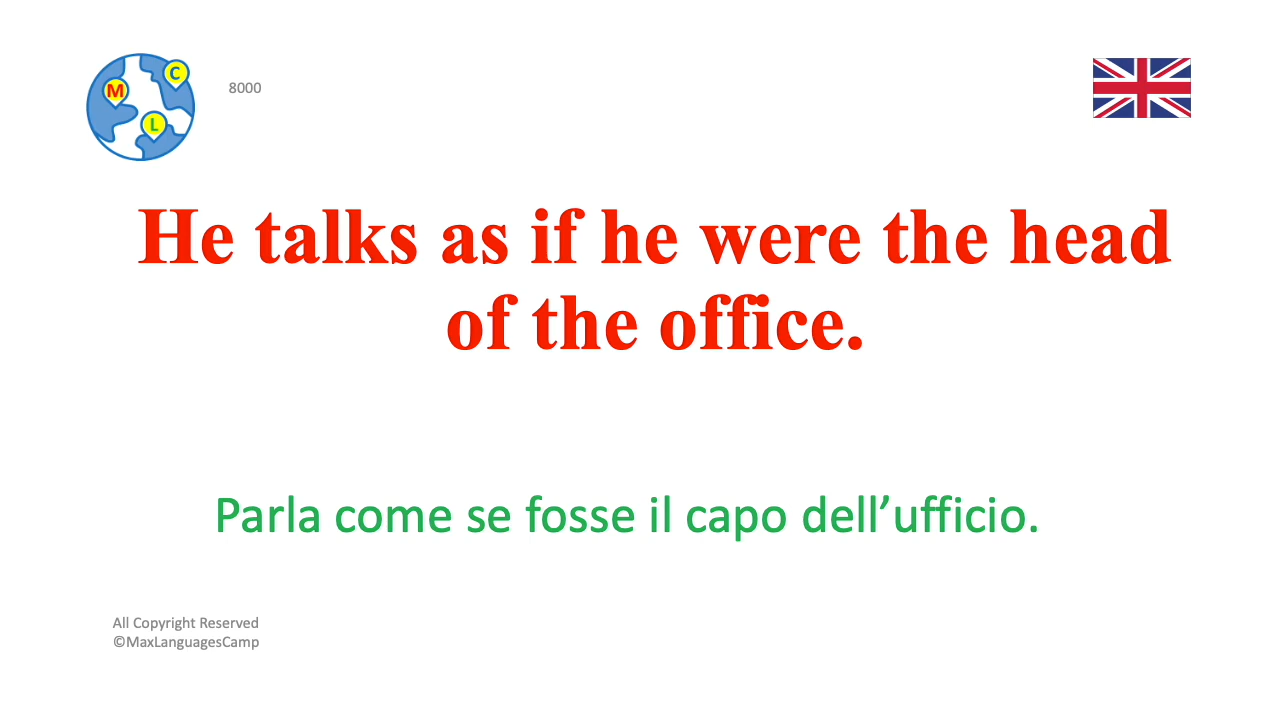 C
M
L
8000
He talks as if he were the head
of the office.
Parla come se fosse il capo dell’ufficio.
All Copyright Reserved
©MaxLanguagesCamp